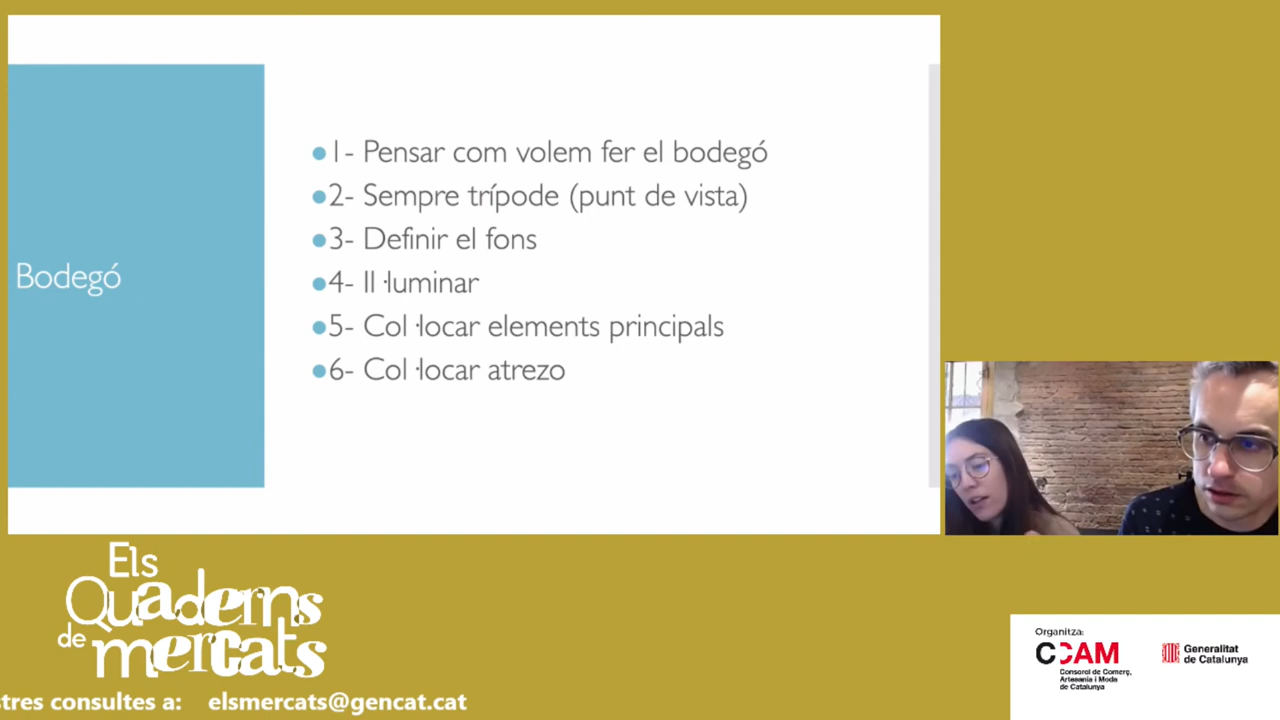 Bodegó
1- Pensar com volem fer el bodegó
2- Sempre trípode (punt de vista)
3- Definir el fons
4- Il·luminar
5- Col·locar elements principals
6- Col·locar atrezo
Els
Quaderns
de mercats
stres consultes a: elsmercats@gencat.cat
Organitza:
CCAM
Consorci de Comerç,
Artesania i Moda
de Catalunya
Generalitat
de Catalunya